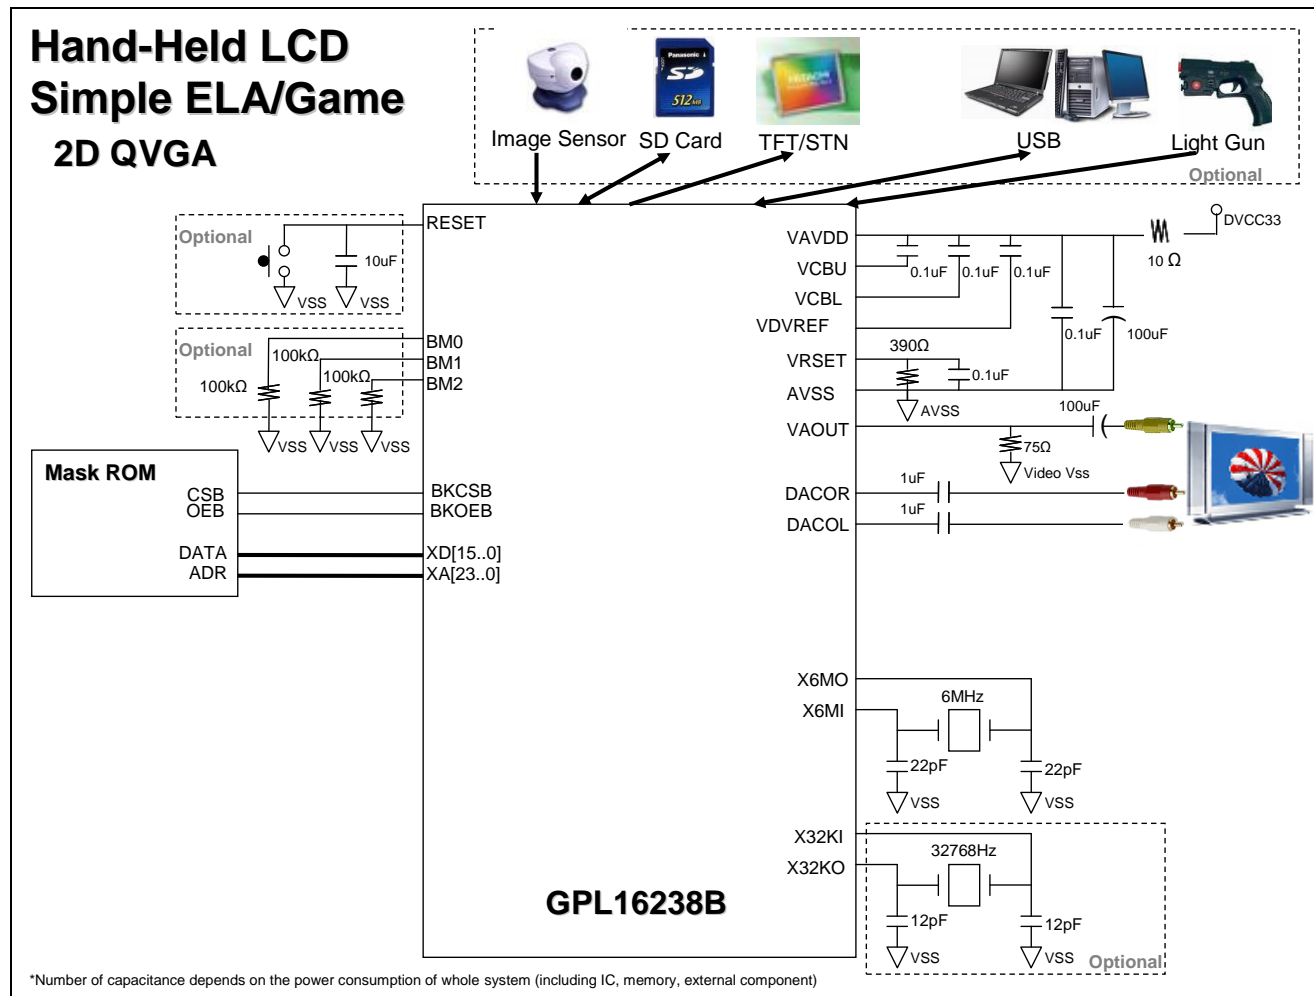 Hand-Held LCD
Simple ELA/Game
2D QVGA
Panasonic
SD
512MB
HITACHI
Image Sensor
SD Card
TFT/STN
USB
Light Gun
Optional
RESET
Optional
10uF
VSS
VSS
BM0
BM1
BM2
Optional
100kΩ
100kΩ
100kΩ
VSS
VSS
VSS
Mask ROM
CSB
OEB
DATA
ADR
BKCSB
BKOEB
XD[15..0]
XA[23..0]
VAVDD
VCBU
VCBL
VDVREF
VRSET
AVSS
VAOUT
DACOR
DACOL
0.1uF
0.1uF
0.1uF
10 Ω
DVCC33
0.1uF
100uF
390Ω
0.1uF
AVSS
100uF
75Ω
Video Vss
1uF
1uF
X6MO
X6MI
6MHz
22pF
22pF
VSS
VSS
X32KI
X32KO
32768Hz
12pF
12pF
VSS
VSS
Optional
GPL16238B
*Number of capacitance depends on the power consumption of whole system (including IC, memory, external component)